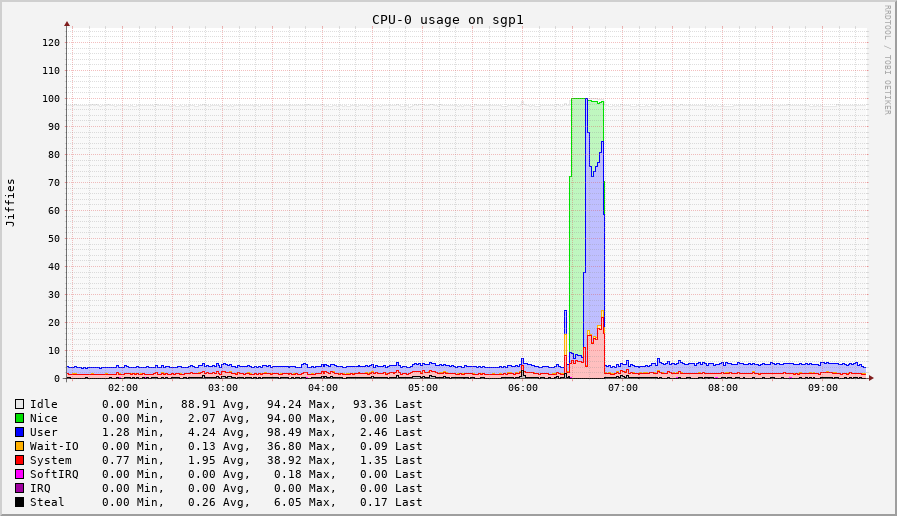 CPU-0 usage on sgp1
RRDTOOL / TOBI OETIKER
Jiffies
120
110
100
90
80
70
60
50
40
30
20
10
0
02:00 03:00 04:00 05:00 06:00 07:00 08:00 09:00
Idle 0.00 Min, 88.91 Avg, 94.24 Max, 93.36 Last
Nice 0.00 Min, 2.07 Avg, 94.00 Max, 0.00 Last
User 1.28 Min, 4.24 Avg, 98.49 Max, 2.46 Last
Wait-IO 0.00 Min, 0.13 Avg, 36.80 Max, 0.09 Last
System 0.77 Min, 1.95 Avg, 38.92 Max, 1.35 Last
SoftIRQ 0.00 Min, 0.00 Avg, 0.18 Max, 0.00 Last
IRQ 0.00 Min, 0.00 Avg, 0.00 Max, 0.00 Last
Steal 0.00 Min, 0.26 Avg, 6.05 Max, 0.17 Last